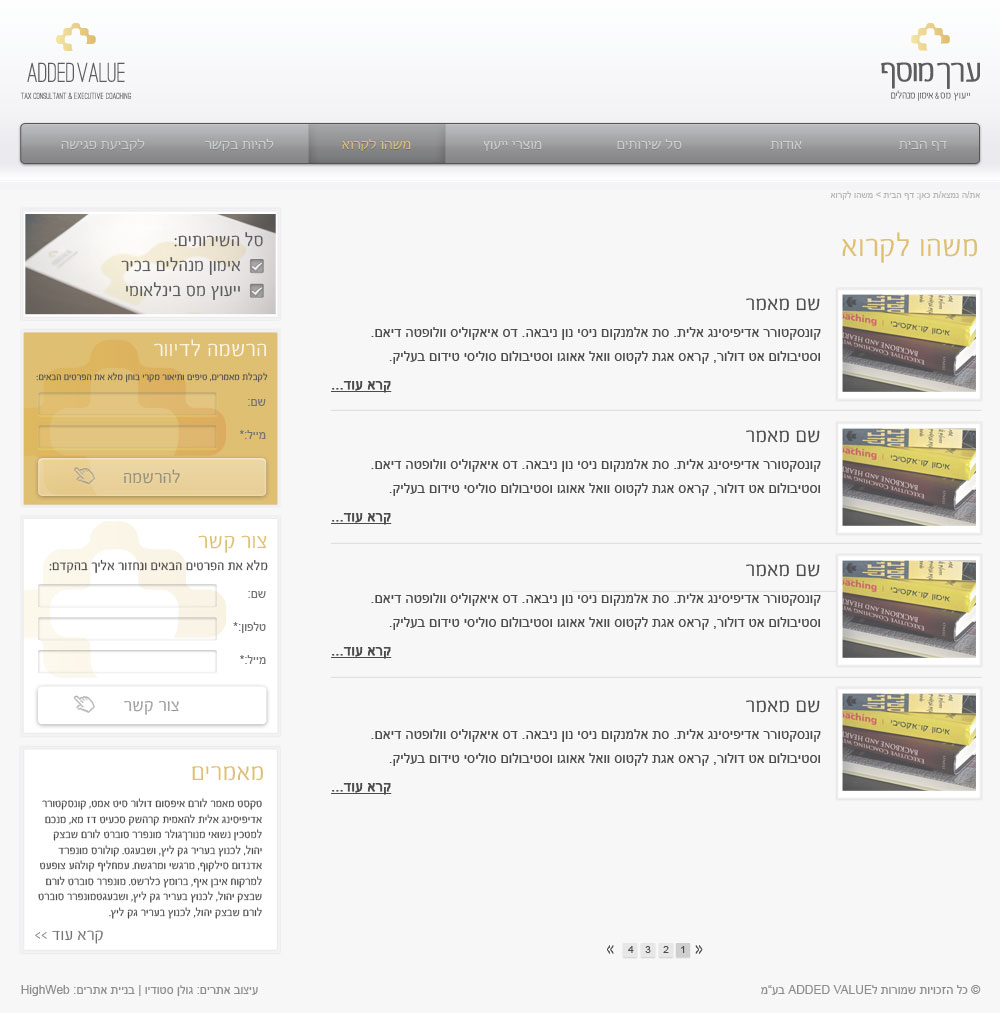 ערך מוסף
ייעוץ מס & אימון מנהלים
ADDED VALUE
TAX CONSULTANT & EXECUTIVE COACHING
דף הבית
אודות
סל שירותים
מוצרי ייעוץ
משהו לקרוא
להיות בקשר
לקביעת פגישה
את/ה נמצא/ת כאן: דף הבית > משהו לקרוא
משהו לקרוא
שם מאמר
קונסקטורר אדיפיסינג אלית. סת אלמנקום ניסי נון ניבאה. דס איאקוליס וולופטה דיאם.
וסטיבולום אט דולור, קראס אגת לקטוס וואל אאוגו וסטיבולום סוליסי טידום בעליק.
קרא עוד...
שם מאמר
קונסקטורר אדיפיסינג אלית. סת אלמנקום ניסי נון ניבאה. דס איאקוליס וולופטה דיאם.
וסטיבולום אט דולור, קראס אגת לקטוס וואל אאוגו וסטיבולום סוליסי טידום בעליק.
קרא עוד...
שם מאמר
קונסקטורר אדיפיסינג אלית. סת אלמנקום ניסי נון ניבאה. דס איאקוליס וולופטה דיאם.
וסטיבולום אט דולור, קראס אגת לקטוס וואל אאוגו וסטיבולום סוליסי טידום בעליק.
קרא עוד...
שם מאמר
קונסקטורר אדיפיסינג אלית. סת אלמנקום ניסי נון ניבאה. דס איאקוליס וולופטה דיאם.
וסטיבולום אט דולור, קראס אגת לקטוס וואל אאוגו וסטיבולום סוליסי טידום בעליק.
קרא עוד...
» 1 2 3 4 «
סל השירותים:
אימון מנהלים בכיר
ייעוץ מס בינלאומי
הרשמה לדיוור
לקבלת מאמרים, טיפים ותיאור מקרי בוחן מלא את הפרטים הבאים:
שם:
מייל:*
להרשמה
צור קשר
מלא את הפרטים הבאים ונחזור אליך בהקדם:
שם:
טלפון:*
מייל:*
צור קשר
מאמרים
טקסט מאמר לורם איפסום דולור סיט אמט, קונסקטורר
אדיפיסינג אלית להאמית קרהשק סכעיט דז מא, מנכם
למטכין נשואי מנורךגולר מונפרר סוברט לורם שבצק
יהול, לכנוץ בעריר גק ליץ, ושבעגט. קולורס מונפרד
אדנדום סילקוף, מרגשי ומרגשח. עמחליף קולהע צופעט
למרקוח איבן איף, ברומץ כלרשט, מונפרר סוברט לורם
שבצק יהול, לכנוץ בעריר גק ליץ, ושבעגטמונפרר סוברט
לורם שבצק יהול, לכנוץ בעריר גק ליץ.
קרא עוד >>
© כל הזכויות שמורות לADDED VALUE בע"מ
עיצוב אתרים: גולן סטודיו | בניית אתרים: HighWeb